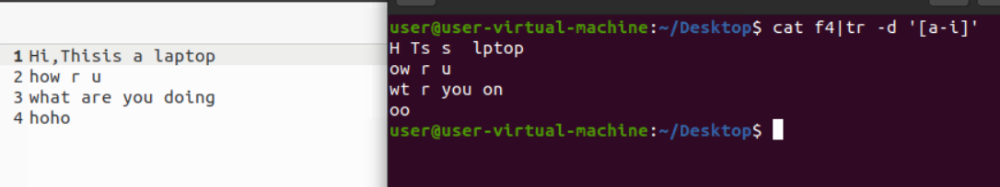 1 Hi,Thisis a laptop
2 how r u
3 what are you doing
4 hoho
user@user-virtual-machine:~/Desktop$ cat f4|tr -d '[a-i]'
H Ts s  lptop
ow r u
wt r you on
oo
user@user-virtual-machine:~/Desktop$